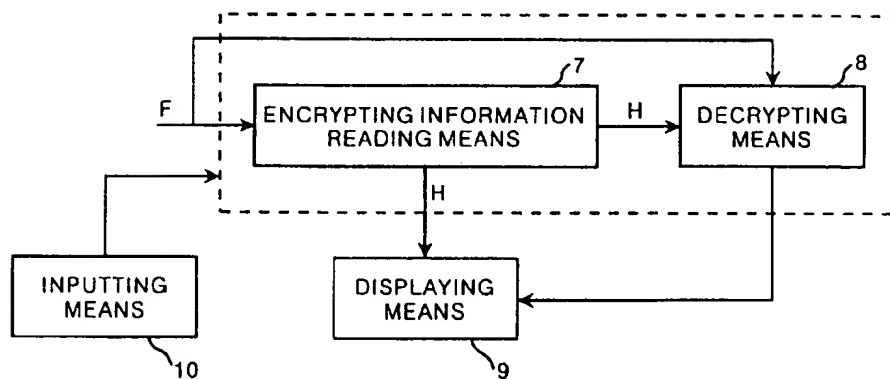 7
8
F
ENCRYPTING INFORMATION
READING MEANS
H
DECRYPTING
MEANS
H
INPUTTING
MEANS
DISPLAYING
MEANS
10
9